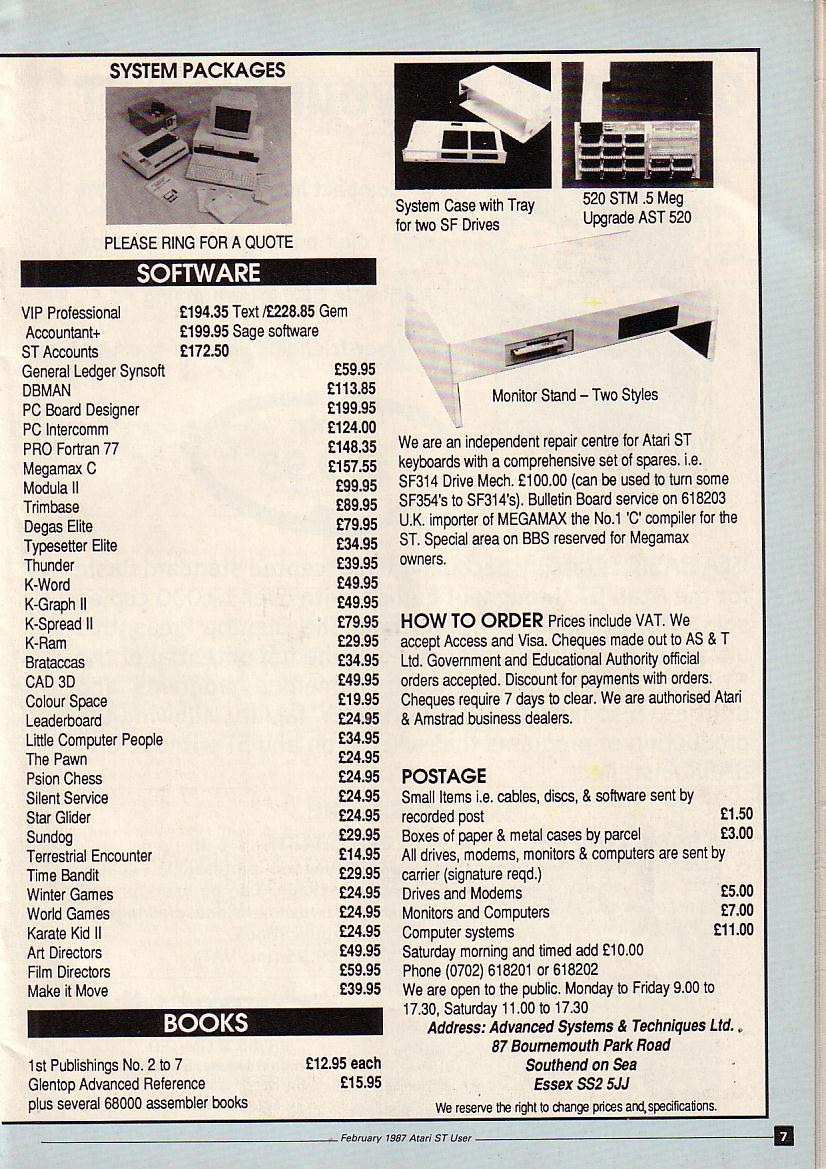 SYSTEM PACKAGES
PLEASE RING FOR A QUOTE
SOFTWARE
VIP Professional £194.35 Text /£228.85 Gem
Accountant+ £199.95 Sage software
ST Accounts £172.50
General Ledger Synsoft £59.95
DBMAN £113.85
PC Board Designer £199.95
PC Intercomm £124.00
PRO Fortran 77 £148.35
Megamax C £157.55
Modula II £99.95
Trimbase £89.95
Degas Elite £79.95
Typesetter Elite £34.95
Thunder £39.95
K-Word £49.95
K-Graph II £49.95
K-Spread II £79.95
K-Ram £29.95
Brataccas £34.95
CAD 3D £49.95
Colour Space £19.95
Leaderboard £24.95
Little Computer People £34.95
The Pawn £24.95
Psion Chess £24.95
Silent Service £24.95
Star Glider £24.95
Sundog £29.95
Terrestrial Encounter £14.95
Time Bandit £29.95
Winter Games £24.95
World Games £24.95
Karate Kid II £24.95
Art Directors £49.95
Film Directors £59.95
Make it Move £39.95
BOOKS
1st Publishings No. 2 to 7 £12.95 each
Glentop Advanced Reference £15.95
plus several 68000 assembler books
System Case with Tray
for two SF Drives
520 STM .5 Meg
Upgrade AST 520
Monitor Stand – Two Styles
We are an independent repair centre for Atari ST
keyboards with a comprehensive set of spares. i.e.
SF314 Drive Mech. £100.00 (can be used to turn some
SF354's to SF314's). Bulletin Board service on 618203
U.K. importer of MEGAMAX the No.1 'C' compiler for the
ST. Special area on BBS reserved for Megamax
owners.
HOW TO ORDER Prices include VAT. We
accept Access and Visa. Cheques made out to AS & T
Ltd. Government and Educational Authority official
orders accepted. Discount for payments with orders.
Cheques require 7 days to clear. We are authorised Atari
& Amstrad business dealers.
POSTAGE
Small Items i.e. cables, discs, & software sent by
recorded post £1.50
Boxes of paper & metal cases by parcel £3.00
All drives, modems, monitors & computers are sent by
carrier (signature reqd.)
Drives and Modems £5.00
Monitors and Computers £7.00
Computer systems £11.00
Saturday morning and timed add £10.00
Phone (0702) 618201 or 618202
We are open to the public. Monday to Friday 9.00 to
17.30, Saturday 11.00 to 17.30
Address: Advanced Systems & Techniques Ltd.
87 Bournemouth Park Road
Southend on Sea
Essex SS2 5JJ
We reserve the right to change prices and specifications.
February 1987 Atari ST User
7